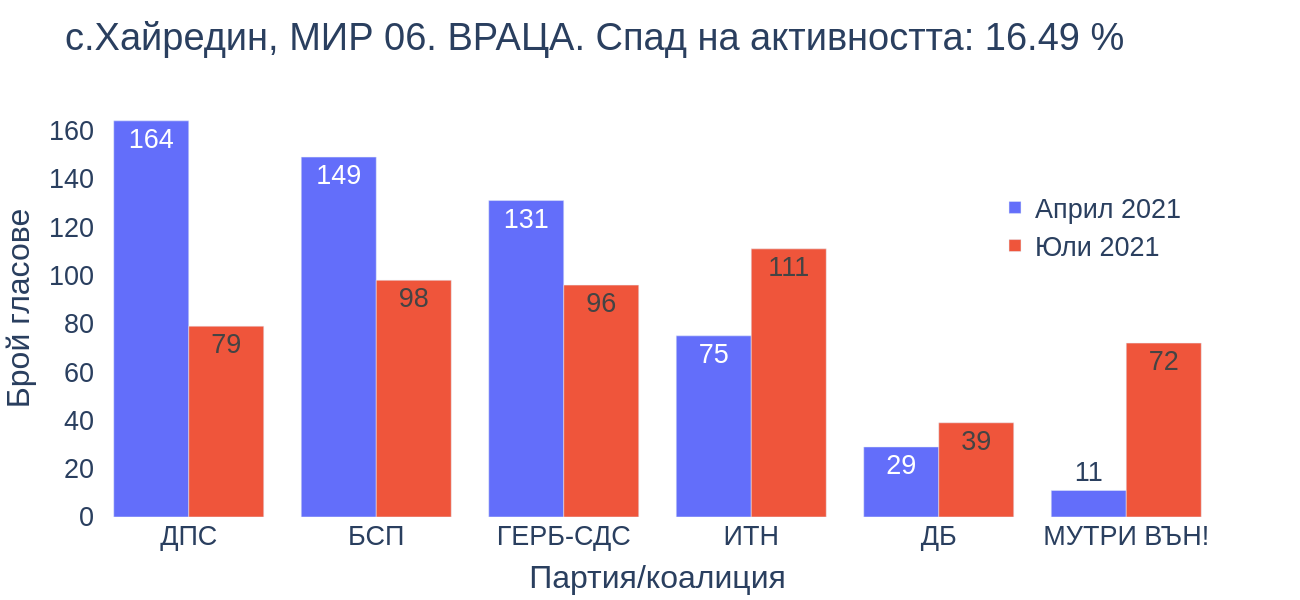 с.Хайредин, МИР 06. ВРАЦА. Спад на активността: 16.49 %
Брой гласове
160
140
120
100
80
60
40
20
0
164
79
149
98
131
96
75
111
29
39
11
72
Април 2021
Юли 2021
ДПС
БСП
ГЕРБ-СДС
ИТН
ДБ
МУТРИ ВЪН!
Партия/коалиция